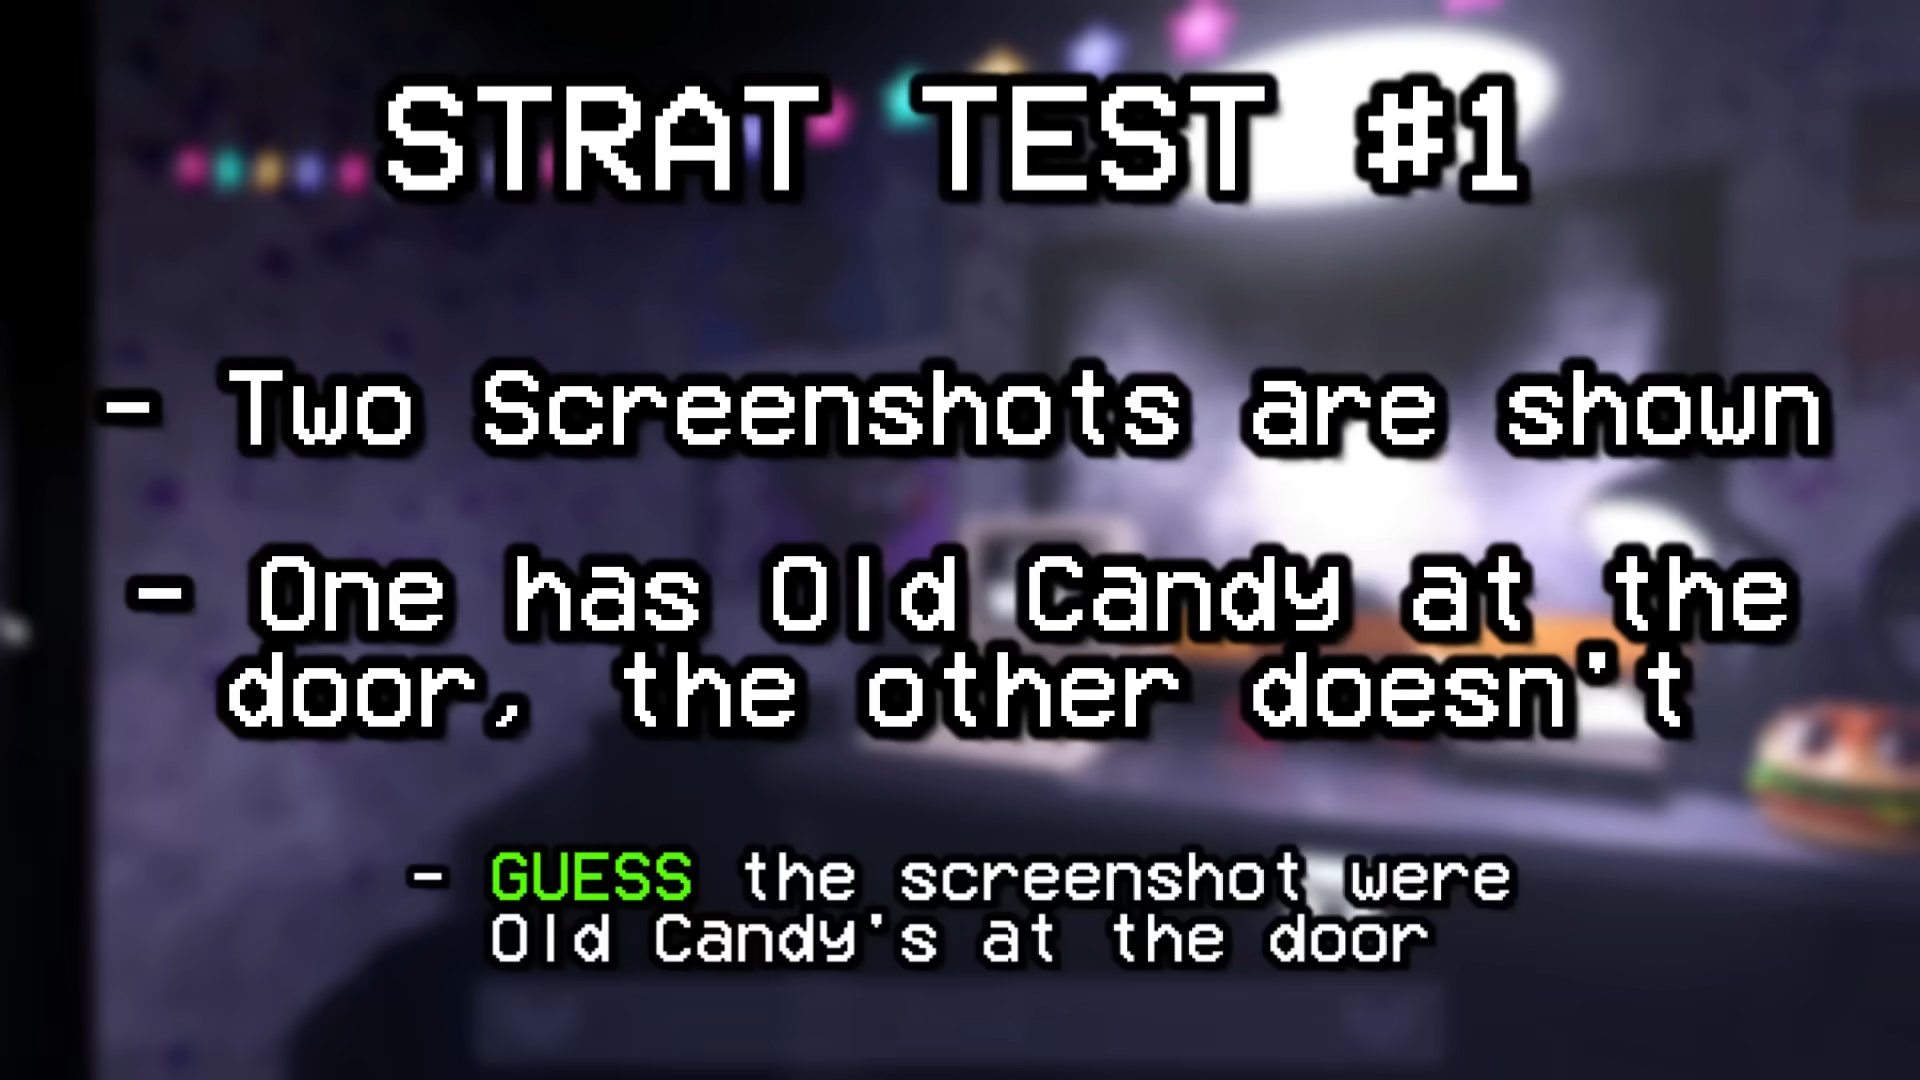 STRAT TEST #1
- Two Screenshots are shown
- One has Old Candy at the
door, the other doesn't
- GUESS the screenshot were
Old Candy's at the door